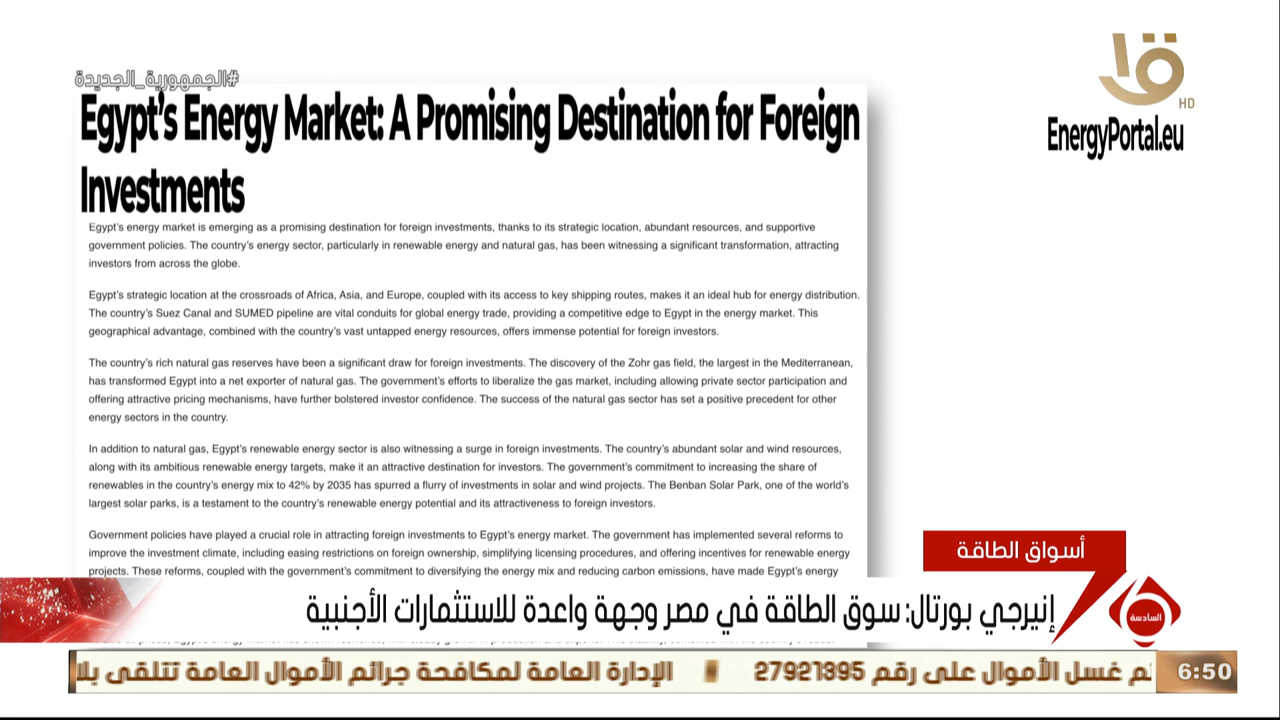 #الجمهورية_الجديدة
HD
EnergyPortal.eu
Egypt's Energy Market: A Promising Destination for Foreign
Investments
Egypt's energy market is emerging as a promising destination for foreign investments, thanks to its strategic location, abundant resources, and supportive
government policies. The country's energy sector, particularly in renewable energy and natural gas, has been witnessing a significant transformation, attracting
investors from across the globe.
Egypt's strategic location at the crossroads of Africa, Asia, and Europe, coupled with its access to key shipping routes, makes it an ideal hub for energy distribution.
The country's Suez Canal and SUMED pipeline are vital conduits for global energy trade, providing a competitive edge to Egypt in the energy market. This
geographical advantage, combined with the country's vast untapped energy resources, offers immense potential for foreign investors.
The country's rich natural gas reserves have been a significant draw for foreign investments. The discovery of the Zohr gas field, the largest in the Mediterranean,
has transformed Egypt into a net exporter of natural gas. The government's efforts to liberalize the gas market, including allowing private sector participation and
offering attractive pricing mechanisms, have further bolstered investor confidence. The success of the natural gas sector has set a positive precedent for other
energy sectors in the country.
In addition to natural gas, Egypt's renewable energy sector is also witnessing a surge in foreign investments. The country's abundant solar and wind resources,
along with its ambitious renewable energy targets, make it an attractive destination for investors. The government's commitment to increasing the share of
renewables in the country's energy mix to 42% by 2035 has spurred a flurry of investments in solar and wind projects. The Benban Solar Park, one of the world's
largest solar parks, is a testament to the country's renewable energy potential and its attractiveness to foreign investors.
Government policies have played a crucial role in attracting foreign investments to Egypt's energy market. The government has implemented several reforms to
improve the investment climate, including easing restrictions on foreign ownership, simplifying licensing procedures, and offering incentives for renewable energy
projects. These reforms, coupled with the government's commitment to diversifying the energy mix and reducing carbon emissions, have made Egypt's energy
أسواق الطاقة
إنيرجي بورتال: سوق الطاقة في مصر وجهة واعدة للاستثمارات الأجنبية
السادسة
6:50
ئم غسل الأموال على رقم 27921395 الإدارة العامة لمكافحة جرائم الأموال العامة تتلقى بلا